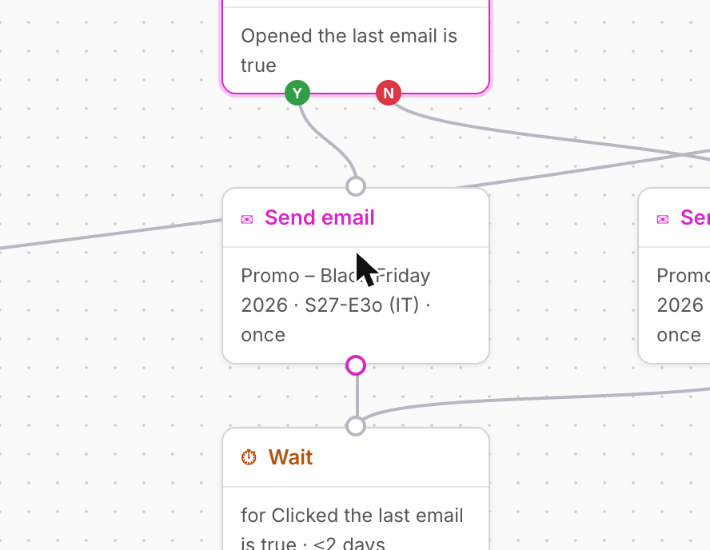 Opened the last email is
true
Y
N
Send email
Promo – Black Friday
2026 · S27-E3o (IT) ·
once
Promo
2026
once
Wait
for Clicked the last email
is true · <2 days